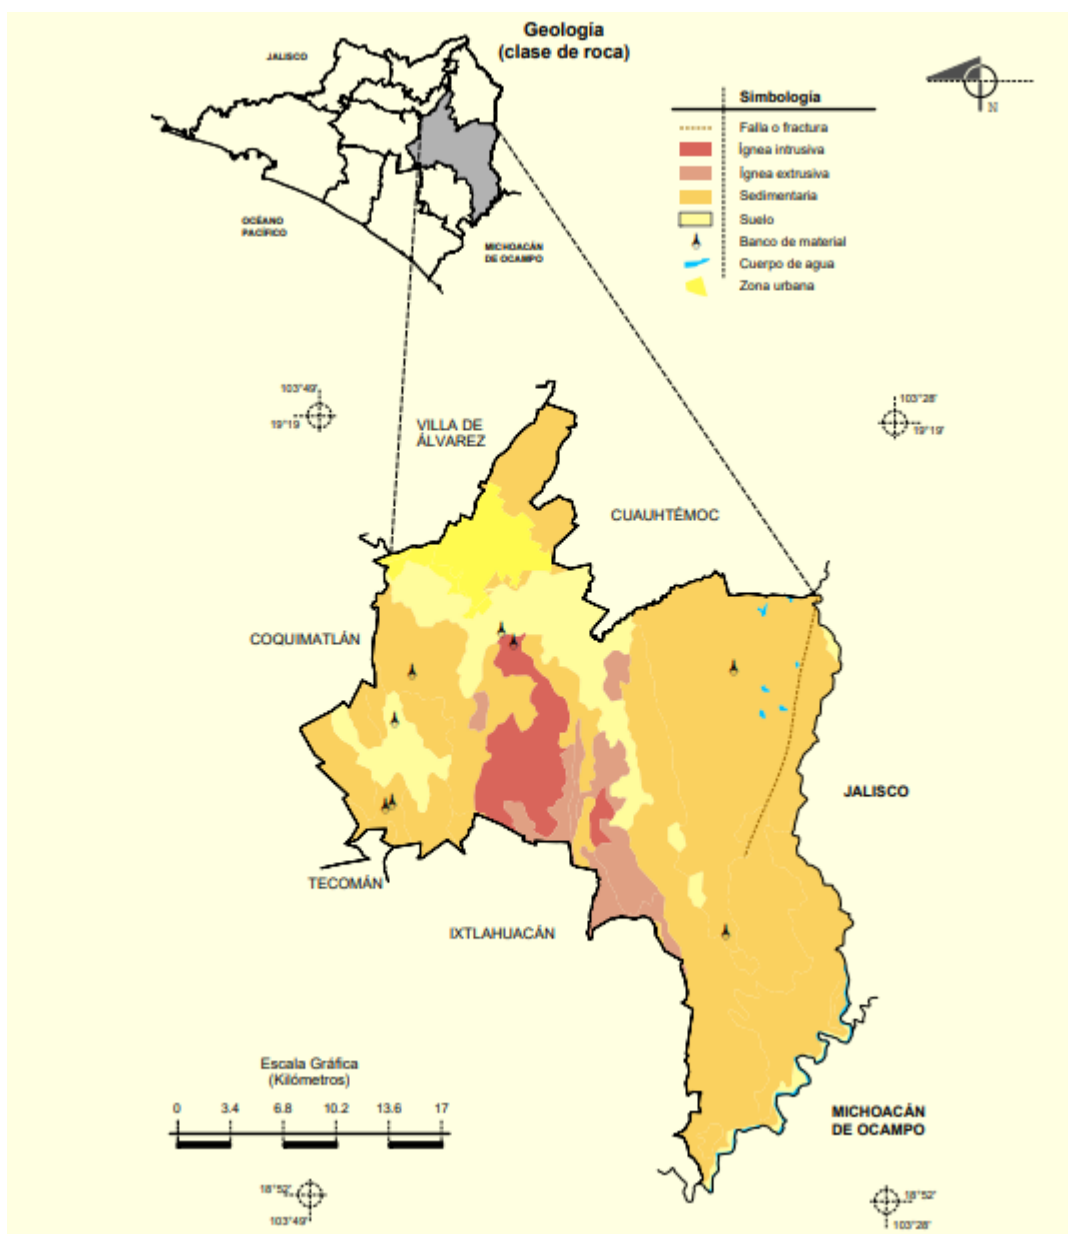 Geología
(clase de roca)
JALISCO
OCÉANO
PACÍFICO
MICHOACÁN
DE OCAMPO
N
Simbología
Falla o fractura
Ígnea intrusiva
Ígnea extrusiva
Sedimentaria
Suelo
Banco de material
Cuerpo de agua
Zona urbana
103°49'
19°19
103°28'
19°19'
VILLA DE
ÁLVAREZ
CUAUHTÉMOC
COQUIMATLÁN
JALISCO
TECOMÁN
IXTLAHUACÁN
Escala Gráfica
(Kilómetros)
0 3.4 6.8 10.2 13.6 17
MICHOACÁN
DE OCAMPO
18°52'
103°49'
18°52'
103°28'